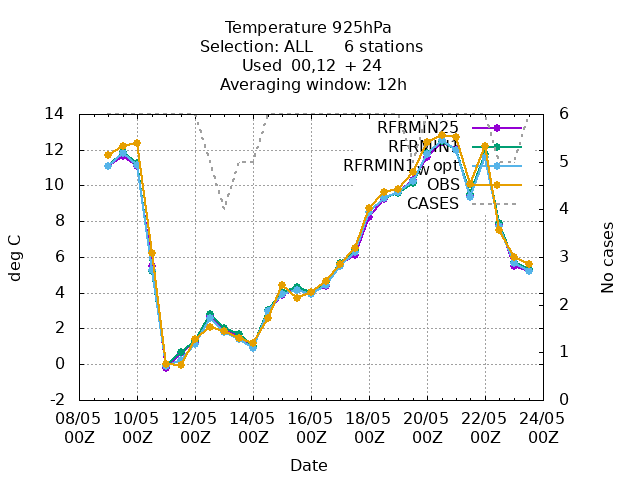 Temperature 925hPa
Selection: ALL 6 stations
Used 00,12 + 24
Averaging window: 12h
14
12
10
8
6
4
2
0
-2
6
5
4
3
2
1
0
deg C
No cases
RFRMIN25
RFRMIN1
RFRMIN1_w_opt
OBS
CASES
08/05 10/05 12/05 14/05 16/05 18/05 20/05 22/05 24/05
00Z 00Z 00Z 00Z 00Z 00Z 00Z 00Z 00Z
Date